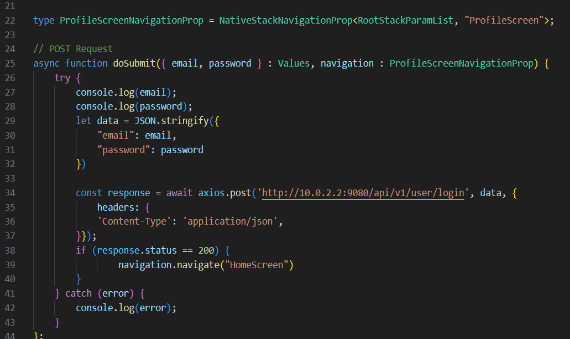 21
22 type ProfileScreenNavigationProp = NativeStackNavigationProp<RootStackParamList, "ProfileScreen">;
23
24 // POST Request
25 async function doSubmit({ email, password } : Values, navigation : ProfileScreenNavigationProp) {
26     try {
27         console.log(email);
28         console.log(password);
29         let data = JSON.stringify({
30             "email": email,
31             "password": password
32         })
33
34         const response = await axios.post('http://10.0.2.2:9080/api/v1/user/login', data, {
35             headers: {
36             'Content-Type': 'application/json',
37         }});
38         if (response.status == 200) {
39                 navigation.navigate("HomeScreen")
40         }
41     } catch (error) {
42         console.log(error);
43     }
44 };